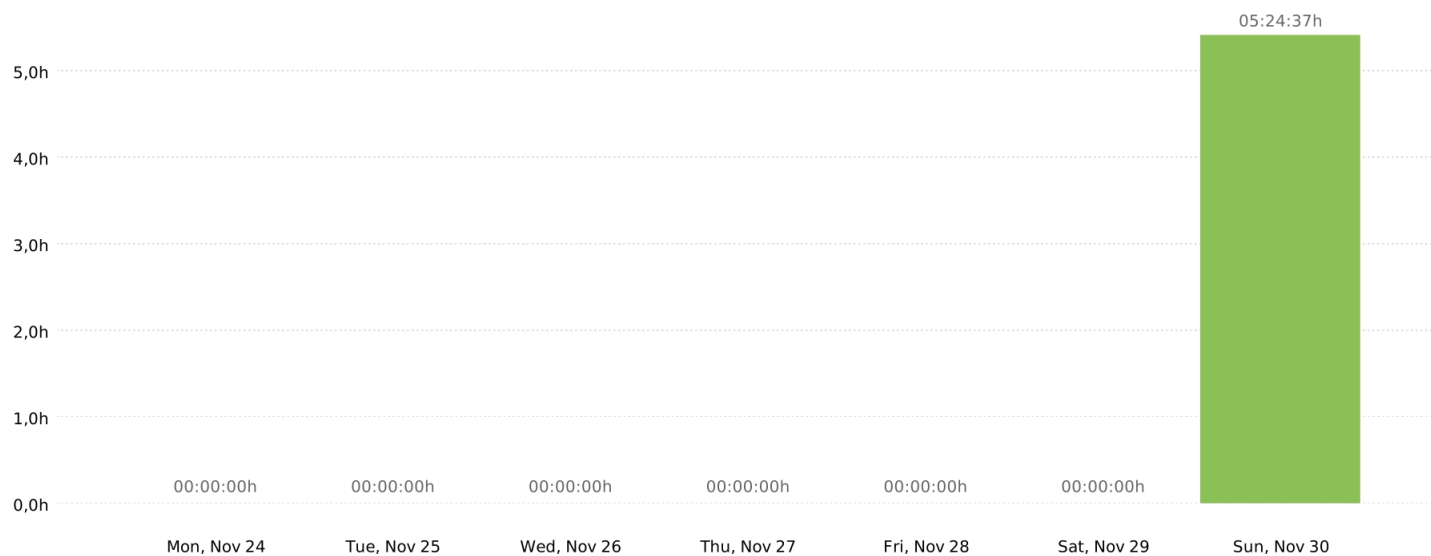 05:24:37h
5,0h
4,0h
3,0h
2,0h
1,0h
00:00:00h 00:00:00h 00:00:00h 00:00:00h 00:00:00h 00:00:00h
0,0h
Mon, Nov 24 Tue, Nov 25 Wed, Nov 26 Thu, Nov 27 Fri, Nov 28 Sat, Nov 29 Sun, Nov 30